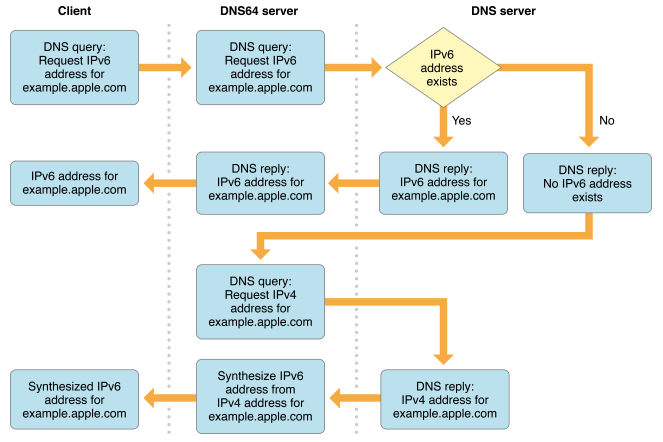 Client
DNS64 server
DNS server
DNS query:
Request IPv6
address for
example.apple.com
DNS query:
Request IPv6
address for
example.apple.com
IPv6
address
exists
Yes
No
IPv6 address for
example.apple.com
DNS reply:
IPv6 address for
example.apple.com
DNS reply:
IPv6 address for
example.apple.com
DNS reply:
No IPv6 address
exists
DNS query:
Request IPv4
address for
example.apple.com
Synthesized IPv6
address for
example.apple.com
Synthesize IPv6
address from
IPv4 address for
example.apple.com
DNS reply:
IPv4 address for
example.apple.com